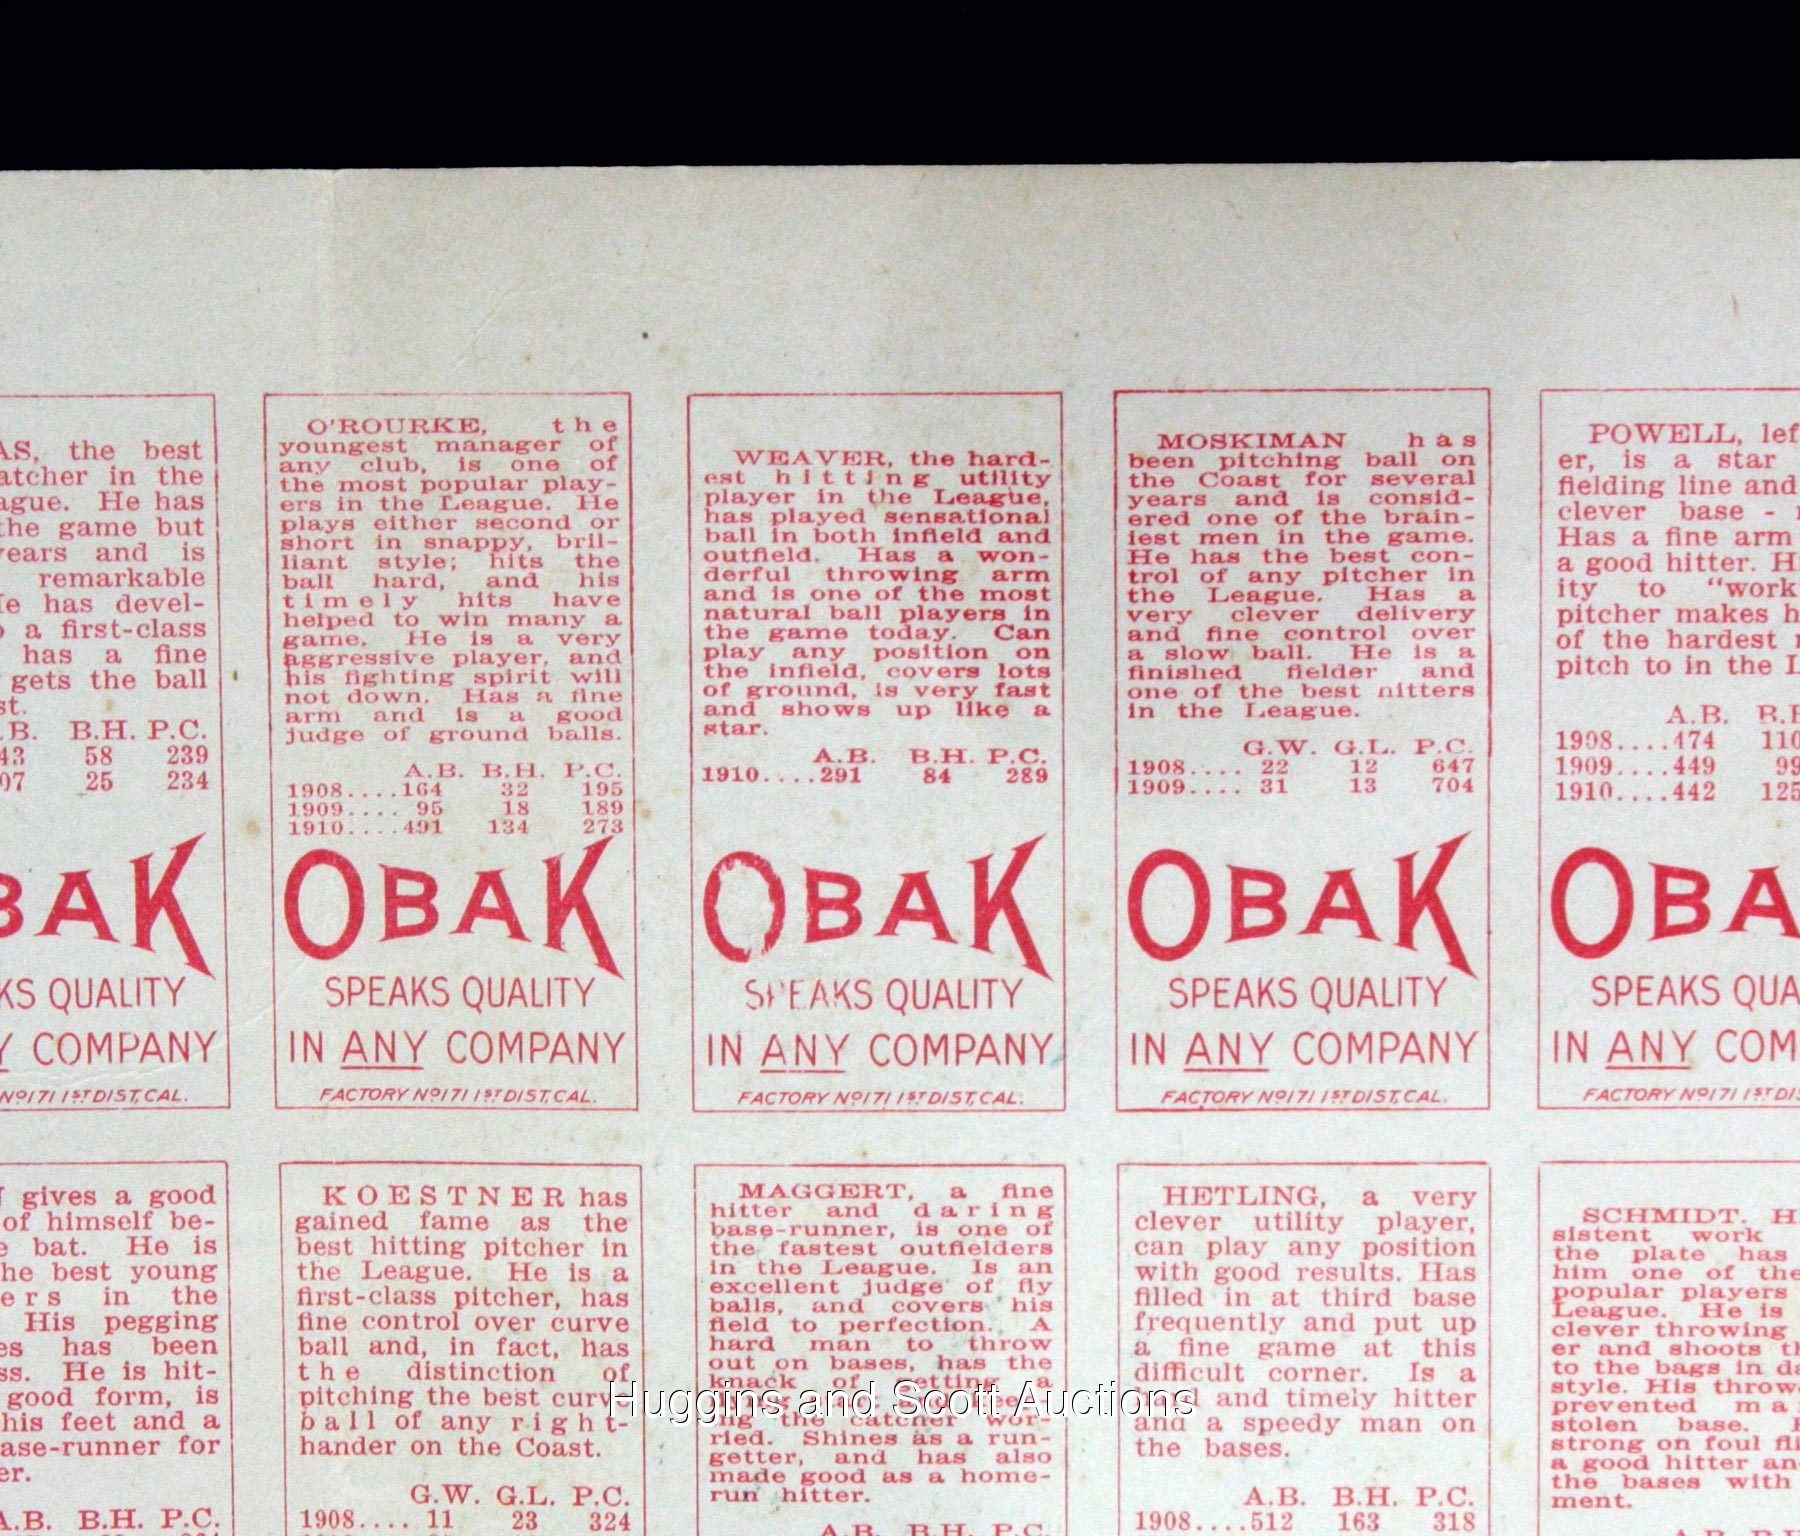 AS, the best
atcher in the
ague. He has
the game but
years and is
remarkable
He has devel-
a first-class
has a fine
gets the ball
st.
.B. B.H. P.C.
43 58 239
07 25 234
BAK
KS QUALITY
Y COMPANY
Nº171 1ST DIST, CAL.
O'ROURKE, the
youngest manager of
any club, is one of
the most popular play-
ers in the League. He
plays either second or
short in snappy, bril-
liant style; hits the
ball hard, and his
timely hits have
helped to win many a
game. He is a very
aggressive player, and
his fighting spirit will
not down. Has a fine
arm and is a good
judge of ground balls.
A.B. B.H. P.C.
1908....164 32 195
1909.... 95 18 189
1910....491 134 273
OBAK
SPEAKS QUALITY
IN ANY COMPANY
FACTORY Nº171 1ST DIST, CAL.
WEAVER, the hard-
est hitting utility
player in the League,
has played sensational
ball in both infield and
outfield. Has a won-
derful throwing arm
and is one of the most
natural ball players in
the game today. Can
play any position on
the infield, covers lots
of ground, is very fast
and shows up like a
star.
A.B. B.H. P.C.
1910....291 84 289
OBAK
SPEAKS QUALITY
IN ANY COMPANY
FACTORY Nº171 1ST DIST, CAL.
MOSKIMAN has
been pitching ball on
the Coast for several
years and is consid-
ered one of the brain-
iest men in the game.
He has the best con-
trol of any pitcher in
the League. Has a
very clever delivery
and fine control over
a slow ball. He is a
finished fielder and
one of the best hitters
in the League.
G.W. G.L. P.C.
1908.... 22 12 647
1909.... 31 13 704
OBAK
SPEAKS QUALITY
IN ANY COMPANY
FACTORY Nº171 1ST DIST, CAL.
POWELL, lef
er, is a star
fielding line and
clever base -
Has a fine arm
a good hitter. H
ity to "work
pitcher makes h
of the hardest
pitch to in the L
A.B. B.H
1908....474 110
1909....449 99
1910....442 125
OBA
SPEAKS QUA
IN ANY COM
FACTORY Nº171 1ST DIS
gives a good
of himself be-
e bat. He is
he best young
ers in the
His pegging
es has been
ss. He is hit-
good form, is
his feet and a
ase-runner for
er.
A.B. B.H. P.C.
KOESTNER has
gained fame as the
best hitting pitcher in
the League. He is a
first-class pitcher, has
fine control over curve
ball and, in fact, has
the distinction of
pitching the best curve
ball of any right-
hander on the Coast.
G.W. G.L. P.C.
1908.... 11 23 324
MAGGERT, a fine
hitter and daring
base-runner, is one of
the fastest outfielders
in the League. Is an
excellent judge of fly
balls, and covers his
field to perfection. A
hard man to throw
out on bases, has the
knack of getting a
ing the catcher wor-
ried. Shines as a run-
getter, and has also
made good as a home-
run hitter.
A.B. B.H. P.C.
HETLING, a very
clever utility player,
can play any position
with good results. Has
filled in at third base
frequently and put up
a fine game at this
difficult corner. Is a
and timely hitter
and a speedy man on
the bases.
A.B. B.H. P.C.
1908....512 163 318
SCHMIDT. H
sistent work
the plate has
him one of the
popular players
League. He is
clever throwing
er and shoots th
to the bags in da
style. His throw
prevented ma
stolen base.
strong on foul fli
a good hitter an
the bases with
ment.
Huggins and Scott Auctions